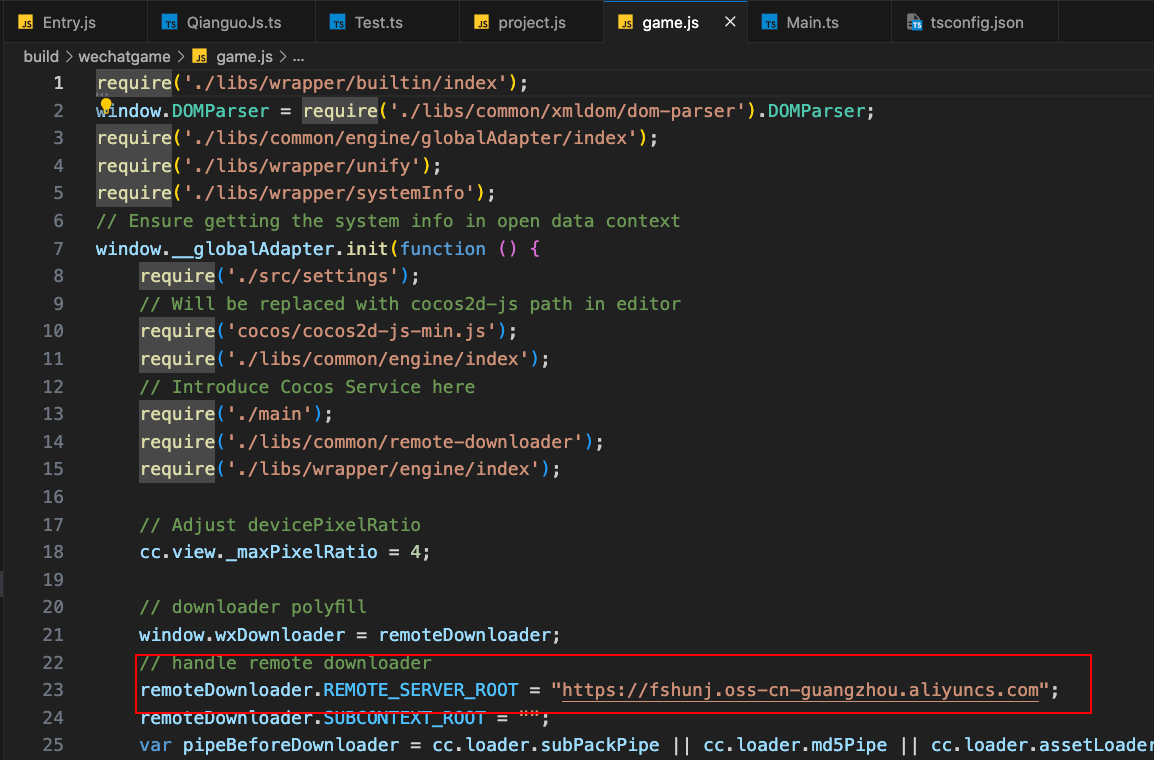 JS Entry.js TS QianguoJs.ts TS Test.ts JS project.js JS game.js × TS Main.ts TS tsconfig.json
build > wechatgame > JS game.js > ...
1 require('./libs/wrapper/builtin/index');
2 window.DOMParser = require('./libs/common/xmldom/dom-parser').DOMParser;
3 require('./libs/common/engine/globalAdapter/index');
4 require('./libs/wrapper/unify');
5 require('./libs/wrapper/systemInfo');
6 // Ensure getting the system info in open data context
7 window.__globalAdapter.init(function () {
8 require('./src/settings');
9 // Will be replaced with cocos2d-js path in editor
10 require('cocos/cocos2d-js-min.js');
11 require('./libs/common/engine/index');
12 // Introduce Cocos Service here
13 require('./main');
14 require('./libs/common/remote-downloader');
15 require('./libs/wrapper/engine/index');
16
17 // Adjust devicePixelRatio
18 cc.view._maxPixelRatio = 4;
19
20 // downloader polyfill
21 window.wxDownloader = remoteDownloader;
22 // handle remote downloader
23 remoteDownloader.REMOTE_SERVER_ROOT = "https://fshunj.oss-cn-guangzhou.aliyuncs.com";
24 remoteDownloader.SUBCONTEXT_ROOT = "";
25 var pipeBeforeDownloader = cc.loader.subPackPipe || cc.loader.md5Pipe || cc.loader.assetLoader